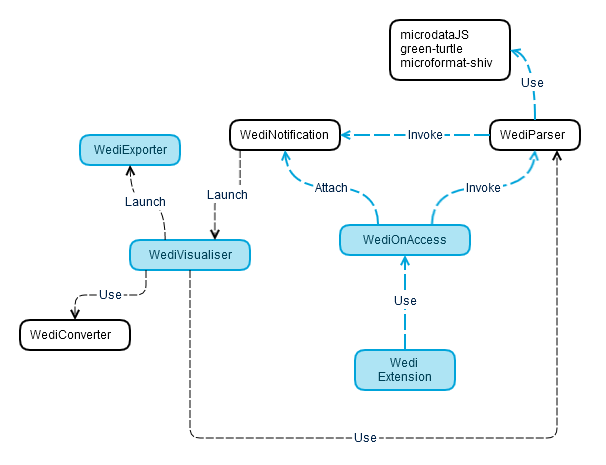 microdataJS
green-turtle
microformat-shiv
Use
WediNotification
Invoke
WediParser
WediExporter
Launch
Launch
Attach
Invoke
WediVisualiser
WediOnAccess
Use
Use
WediConverter
Wedi
Extension
Use